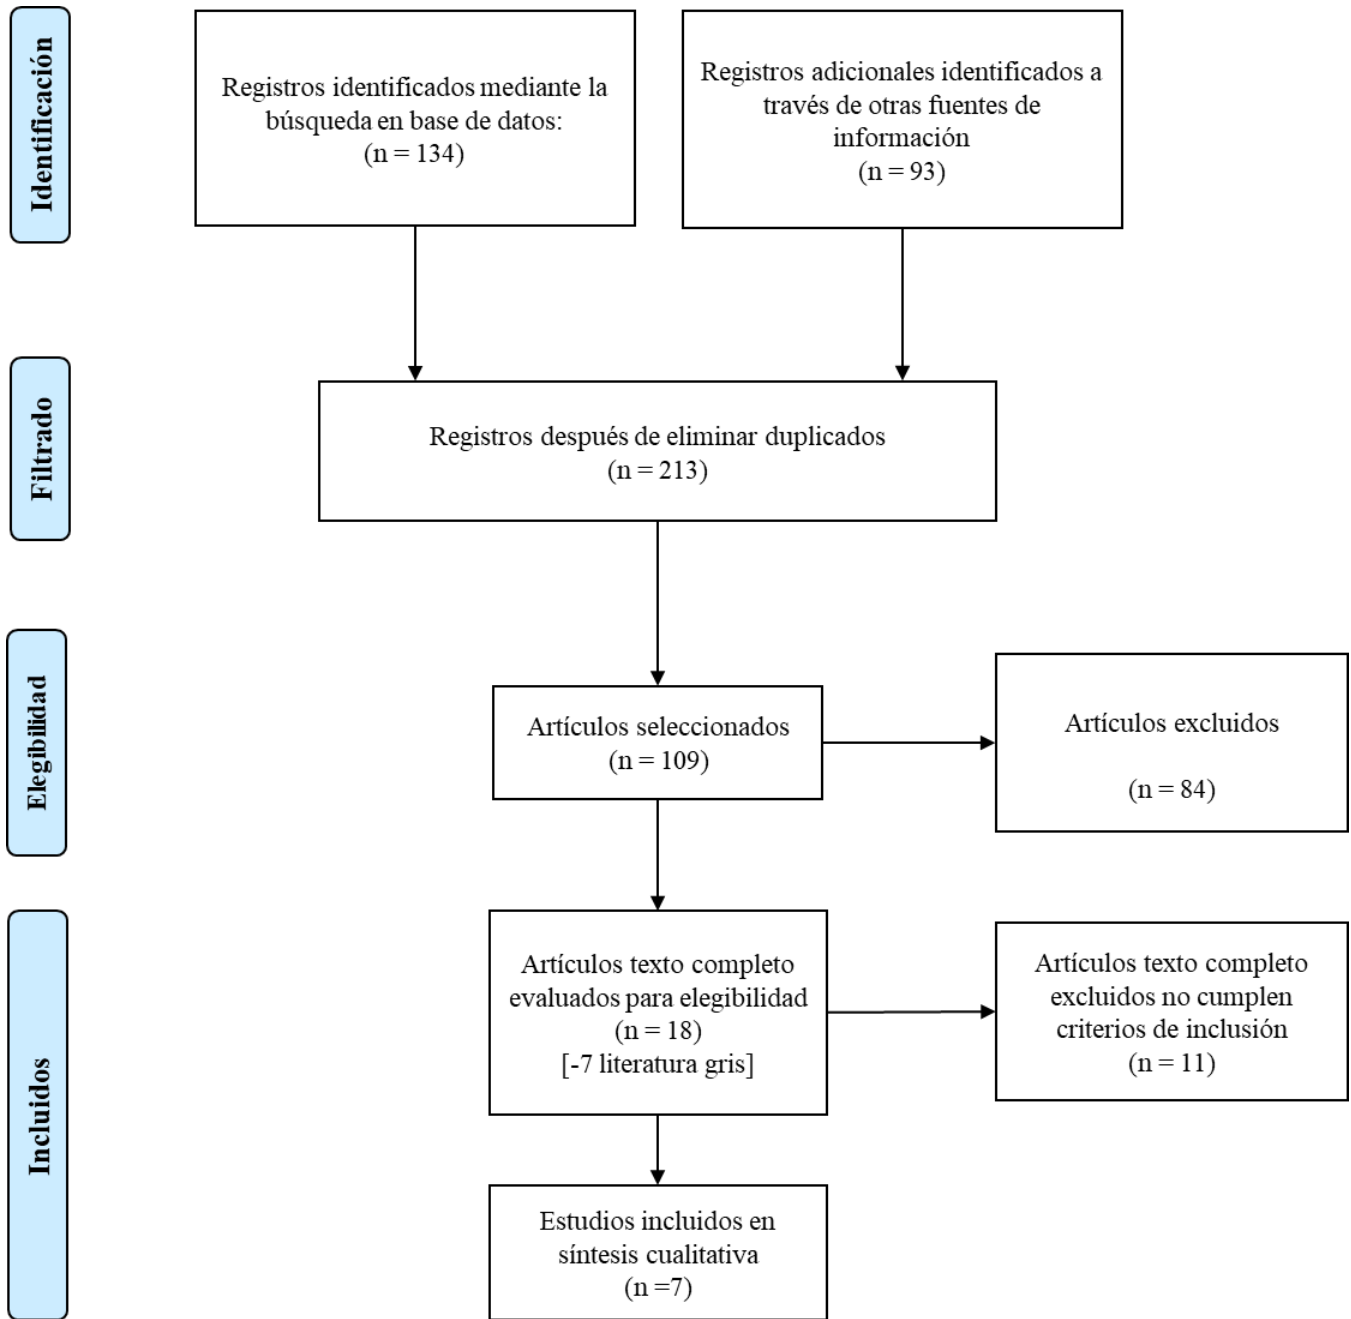 Identificación
Registros identificados mediante la
búsqueda en base de datos:
(n = 134)
Registros adicionales identificados a
través de otras fuentes de
información
(n = 93)
Filtrado
Registros después de eliminar duplicados
(n = 213)
Elegibilidad
Artículos seleccionados
(n = 109)
Artículos excluidos
(n = 84)
Incluidos
Artículos texto completo
evaluados para elegibilidad
(n = 18)
[-7 literatura gris]
Artículos texto completo
excluidos no cumplen
criterios de inclusión
(n = 11)
Estudios incluidos en
síntesis cualitativa
(n =7)